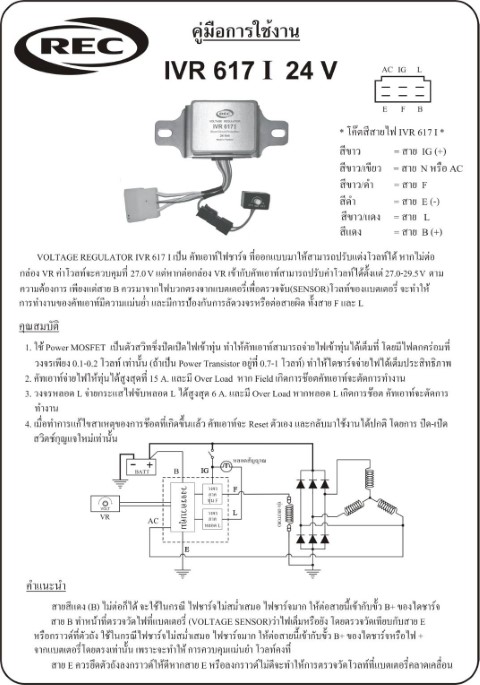 REC
คู่มือการใช้งาน
IVR 617 I 24 V
AC IG L
E F B
REC
VOLTAGE REGULATOR
IVR 617 I
* โค๊ตสีสายไฟ IVR 617 I *
สีขาว = สาย IG (+)
สีขาว/เขียว = สาย N หรือ AC
สีขาว/ดำ = สาย F
สีดำ = สาย E (-)
สีขาว/แดง = สาย L
สีแดง = สาย B (+)
VOLTAGE REGULATOR IVR 617 I เป็น คัทเอาท์ไฟชาร์จ ที่ออกแบบมาให้สามารถปรับแต่งโวลท์ได้ หากไม่ต่อ
กล่อง VR ค่าโวลท์จะควบคุมที่ 27.0 V แต่หากต่อกล่อง VR เข้ากับคัทเอาท์สามารถปรับค่าโวลท์ได้ตั้งแต่ 27.0-29.5V ตาม
ความต้องการ เพียงแต่สาย B ควรมาจากไฟบวกตรงจากแบตเตอรี่ที่ตรวจจับ(SENSOR)โวลท์ของแบตเตอรี่ จะทำให้
การทำงานของคัทเอาท์มีความแม่นยำ และมีการป้องกันการลัดวงจรหรือต่อสายผิด ทั้งสาย F และ L
คุณสมบัติ
1. ใช้ Power MOSFET เป็นตัวสวิทซ์ปิดเปิดไฟเข้าทุ่น ทำให้คัทเอาท์สามารถจ่ายไฟเข้าทุ่นได้เต็มที่ โดยมีไฟตกคร่อมที่
วงจรเพียง 0.1-0.2 โวลท์ เท่านั้น (ถ้าเป็น Power Transistor อยู่ที่ 0.7-1 โวลท์) ทำให้ไดชาร์จจ่ายไฟได้เต็มประสิทธิภาพ
2. คัทเอาท์จ่ายไฟให้ทุ่นได้สูงสุดที่ 15 A. และมี Over Load หาก Field เกิดการช๊อตคัทเอาท์จะตัดการทำงาน
3. วงจรหลอด L จ่ายกระแสไฟขับหลอด L ได้สูงสุด 6 A. และมี Over Load หากหลอด L เกิดการช๊อต คัทเอาท์จะตัดการ
ทำงาน
4. เมื่อทำการแก้ไขสาเหตุของการช๊อตที่เกิดขึ้นแล้ว คัทเอาท์จะ Reset ตัวเอง และกลับมาใช้งานได้ปกติ โดยการ ปิด-เปิด
สวิตช์กุญแจใหม่เท่านั้น
BATT
B
IG
หลอดสัญญาณ
VR
วงจรควบคุม
F
L
AC
E
คำแนะนำ
สายสีแดง (B) ไม่ต่อก็ได้ จะใช้ในกรณี ไฟชาร์จไม่สม่ำเสมอ ไฟชาร์จมาก ให้ต่อสายนี้เข้ากับขั้ว B+ ของไดชาร์จ
สาย B ทำหน้าที่ตรวจวัดไฟที่แบตเตอรี่ (VOLTAGE SENSOR)ว่าไฟเต็มหรือยัง โดยตรวจวัดเทียบกับสาย E
หรือกราวด์ที่ตัวถัง ใช้ในกรณีไฟชาร์จไม่สม่ำเสมอ ไฟชาร์จมาก ให้ต่อสายนี้เข้ากับขั้ว B+ ของไดชาร์จหรือไฟ +
จากแบตเตอรี่โดยตรงเท่านั้น เพราะจะทำให้ การควบคุมแม่นยำ โวลท์คงที่
สาย E ควรยึดตัวถังลงกราวด์ให้ดีหากสาย E หรือลงกราวด์ไม่ดีจะทำให้การตรวจวัดโวลท์ที่แบตเตอรี่คลาดเคลื่อน